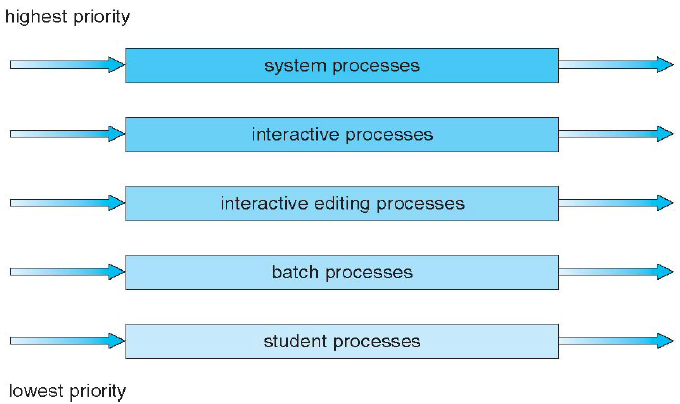 highest priority
system processes
interactive processes
interactive editing processes
batch processes
student processes
lowest priority